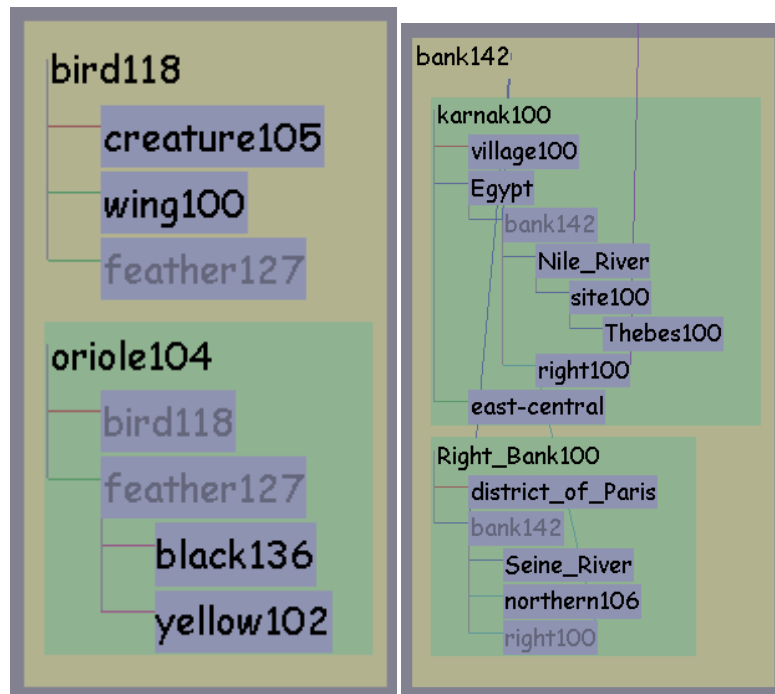 bird118
creature105
wing100
feather127
oriole104
bird118
feather127
black136
yellow102
bank142
karnak100
village100
Egypt
bank142
Nile_River
site100
Thebes100
right100
east-central
Right_Bank100
district_of_Paris
bank142
Seine_River
northern106
right100